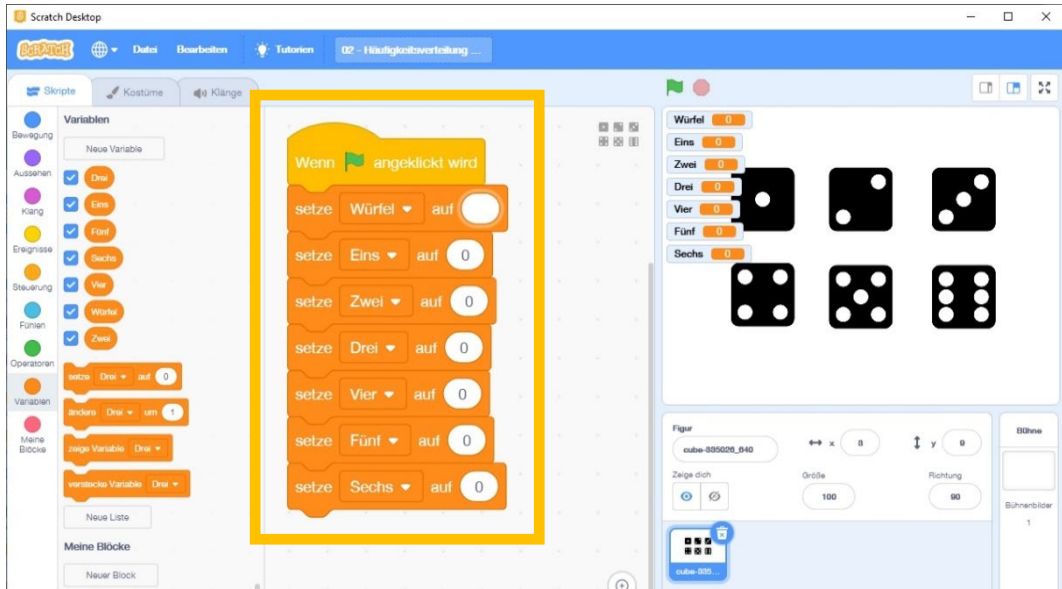 Scratch Desktop
SCRATCH
Datei Bearbeiten Tutorien 02 - Häufigkeitsverteilung ...
Skripte Kostüme Klänge
Bewegung
Aussehen
Klang
Ereignisse
Steuerung
Fühlen
Operatoren
Variablen
Meine Blöcke
Variablen
Neue Variable
Drei
Eins
Fünf
Sechs
Vier
Würfel
Zwei
setze Drei auf 0
ändere Drei um 1
zeige Variable Drei
verstecke Variable Drei
Neue Liste
Meine Blöcke
Neuer Block
Wenn angeklickt wird
setze Würfel auf
setze Eins auf 0
setze Zwei auf 0
setze Drei auf 0
setze Vier auf 0
setze Fünf auf 0
setze Sechs auf 0
Würfel 0
Eins 0
Zwei 0
Drei 0
Vier 0
Fünf 0
Sechs 0
Figur
cube-935026_640 x y
Zeige dich Größe Richtung
100 90
cube-935...
Bühne
Bühnenbilder
1